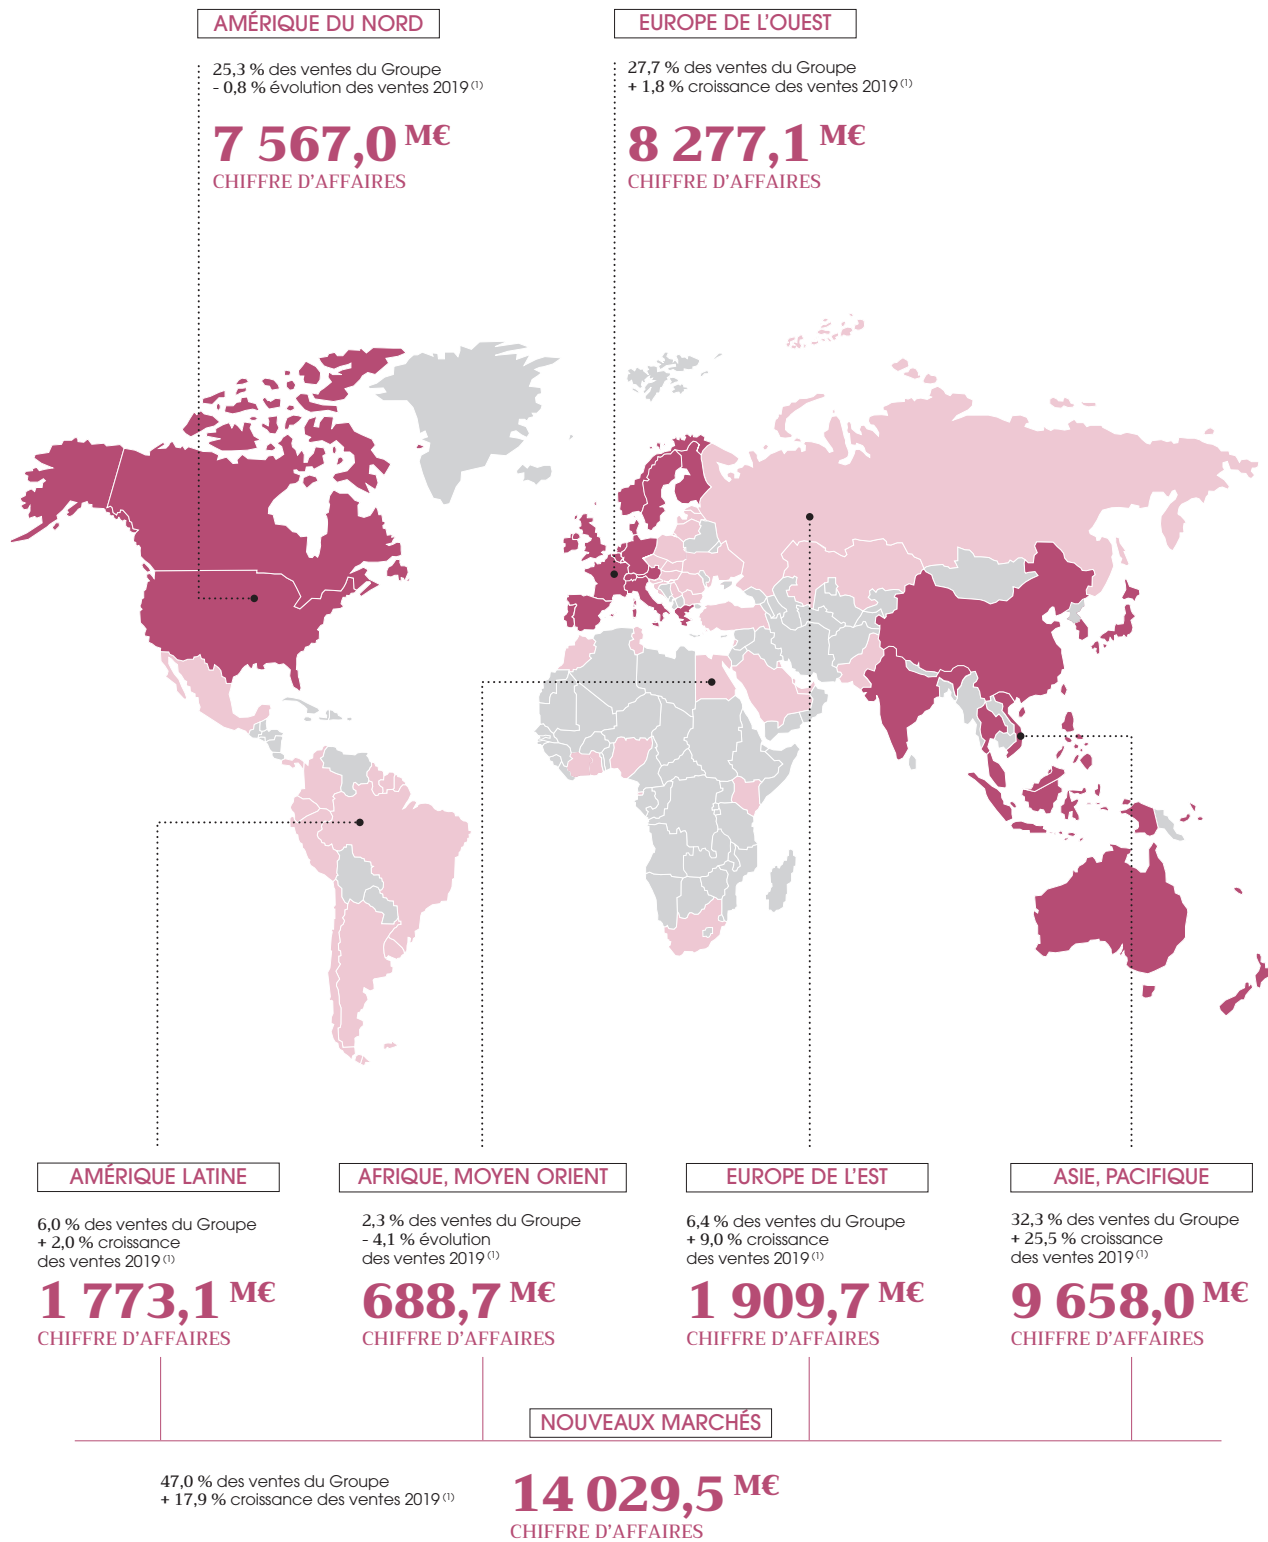 AMÉRIQUE DU NORD
25,3 % des ventes du Groupe
- 0,8 % évolution des ventes 2019 (1)
7 567,0 M€
CHIFFRE D'AFFAIRES
EUROPE DE L'OUEST
27,7 % des ventes du Groupe
+ 1,8 % croissance des ventes 2019 (1)
8 277,1 M€
CHIFFRE D'AFFAIRES
AMÉRIQUE LATINE
6,0 % des ventes du Groupe
+ 2,0 % croissance
des ventes 2019 (1)
1 773,1 M€
CHIFFRE D'AFFAIRES
AFRIQUE, MOYEN ORIENT
2,3 % des ventes du Groupe
- 4,1 % évolution
des ventes 2019 (1)
688,7 M€
CHIFFRE D'AFFAIRES
EUROPE DE L'EST
6,4 % des ventes du Groupe
+ 9,0 % croissance
des ventes 2019 (1)
1 909,7 M€
CHIFFRE D'AFFAIRES
ASIE, PACIFIQUE
32,3 % des ventes du Groupe
+ 25,5 % croissance
des ventes 2019 (1)
9 658,0 M€
CHIFFRE D'AFFAIRES
NOUVEAUX MARCHÉS
47,0 % des ventes du Groupe
+ 17,9 % croissance des ventes 2019 (1)
14 029,5 M€
CHIFFRE D'AFFAIRES